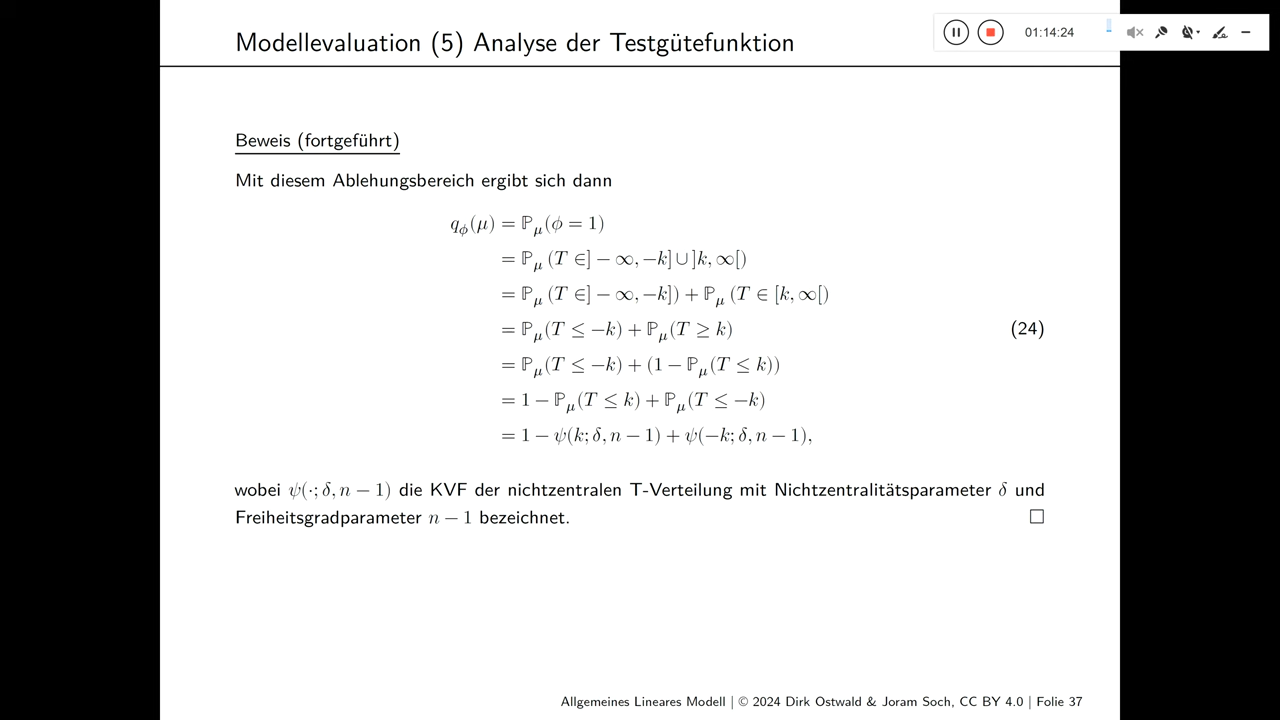 Modellevaluation (5) Analyse der Testgütefunktion
01:14:24
Beweis (fortgeführt)
Mit diesem Ablehungsbereich ergibt sich dann
q_ϕ(μ) = ℙ_μ(ϕ = 1)
= ℙ_μ (T ∈] − ∞, −k] ∪ ]k, ∞[)
= ℙ_μ (T ∈] − ∞, −k]) + ℙ_μ (T ∈ [k, ∞[)
= ℙ_μ(T ≤ −k) + ℙ_μ(T ≥ k) (24)
= ℙ_μ(T ≤ −k) + (1 − ℙ_μ(T ≤ k))
= 1 − ℙ_μ(T ≤ k) + ℙ_μ(T ≤ −k)
= 1 − ψ(k; δ, n − 1) + ψ(−k; δ, n − 1),
wobei ψ(·; δ, n − 1) die KVF der nichtzentralen T-Verteilung mit Nichtzentralitätsparameter δ und
Freiheitsgradparameter n − 1 bezeichnet. □
Allgemeines Lineares Modell | © 2024 Dirk Ostwald & Joram Soch, CC BY 4.0 | Folie 37